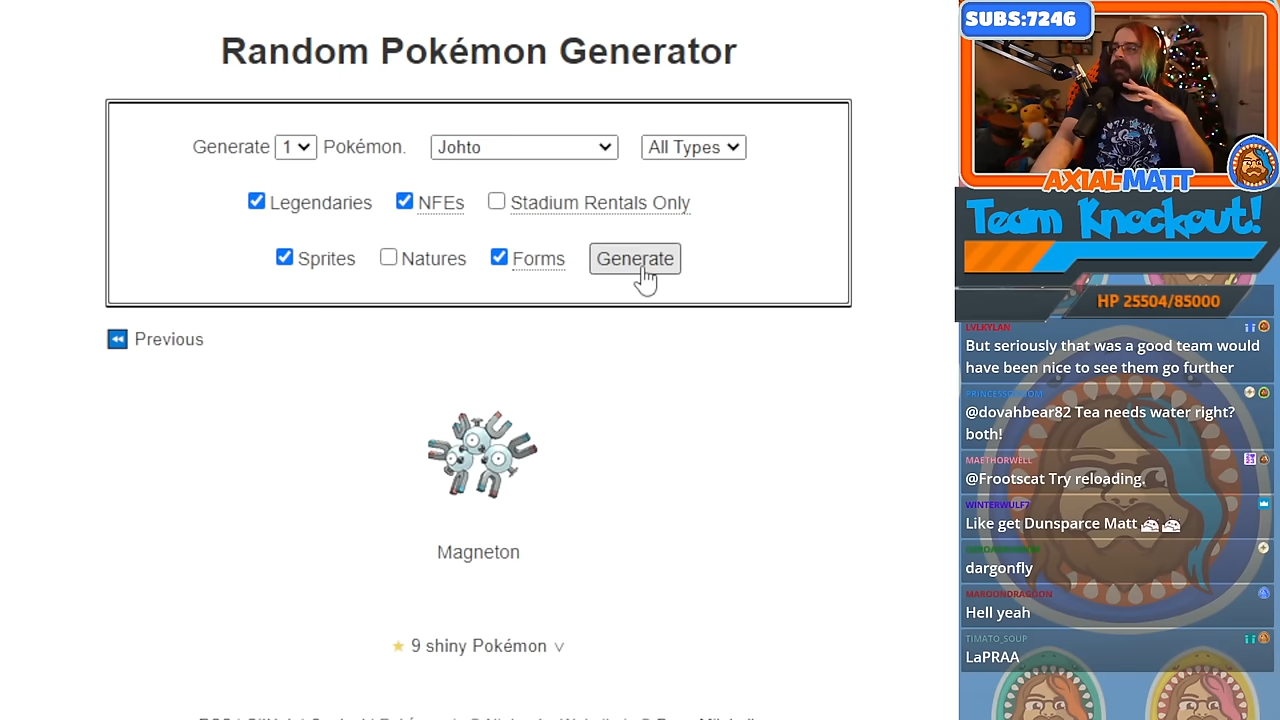 Random Pokémon Generator
Generate 1 Pokémon. Johto All Types
Legendaries NFEs Stadium Rentals Only
Sprites Natures Forms Generate
Previous
Magneton
9 shiny Pokémon
SUBS:7246
AXIAL-MATT
Team Knockout!
HP 25504/85000
LVLKYLAN
But seriously that was a good team would
have been nice to see them go further
@dovahbear82 Tea needs water right?
both!
MAETHORWELL
@Frootscat Try reloading.
WINTERWULF7
Like get Dunsparce Matt
dargonfly
MAROONDRAGOON
Hell yeah
TIMATO_SOUP
LaPRAA